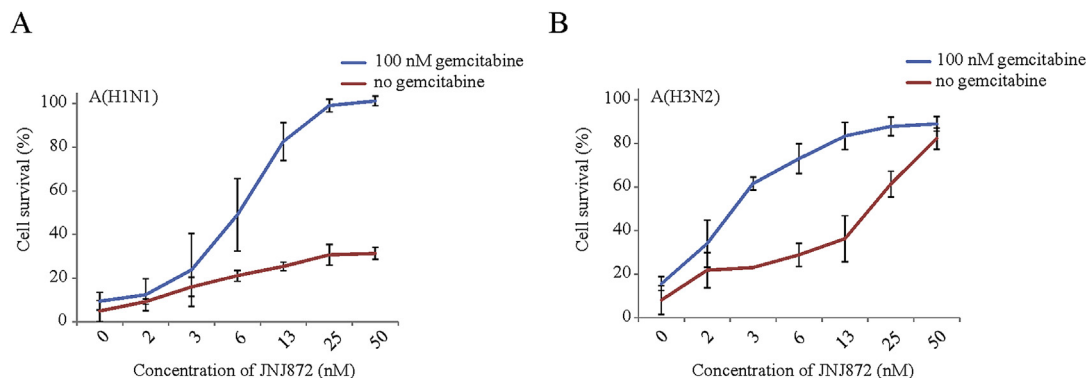 A
100 nM gemcitabine
no gemcitabine
A(H1N1)
100
80
60
40
20
0
Cell survival (%)
0 2 3 6 13 25 50
Concentration of JNJ872 (nM)
B
100 nM gemcitabine
no gemcitabine
A(H3N2)
100
80
60
40
20
0
Cell survival (%)
0 2 3 6 13 25 50
Concentration of JNJ872 (nM)